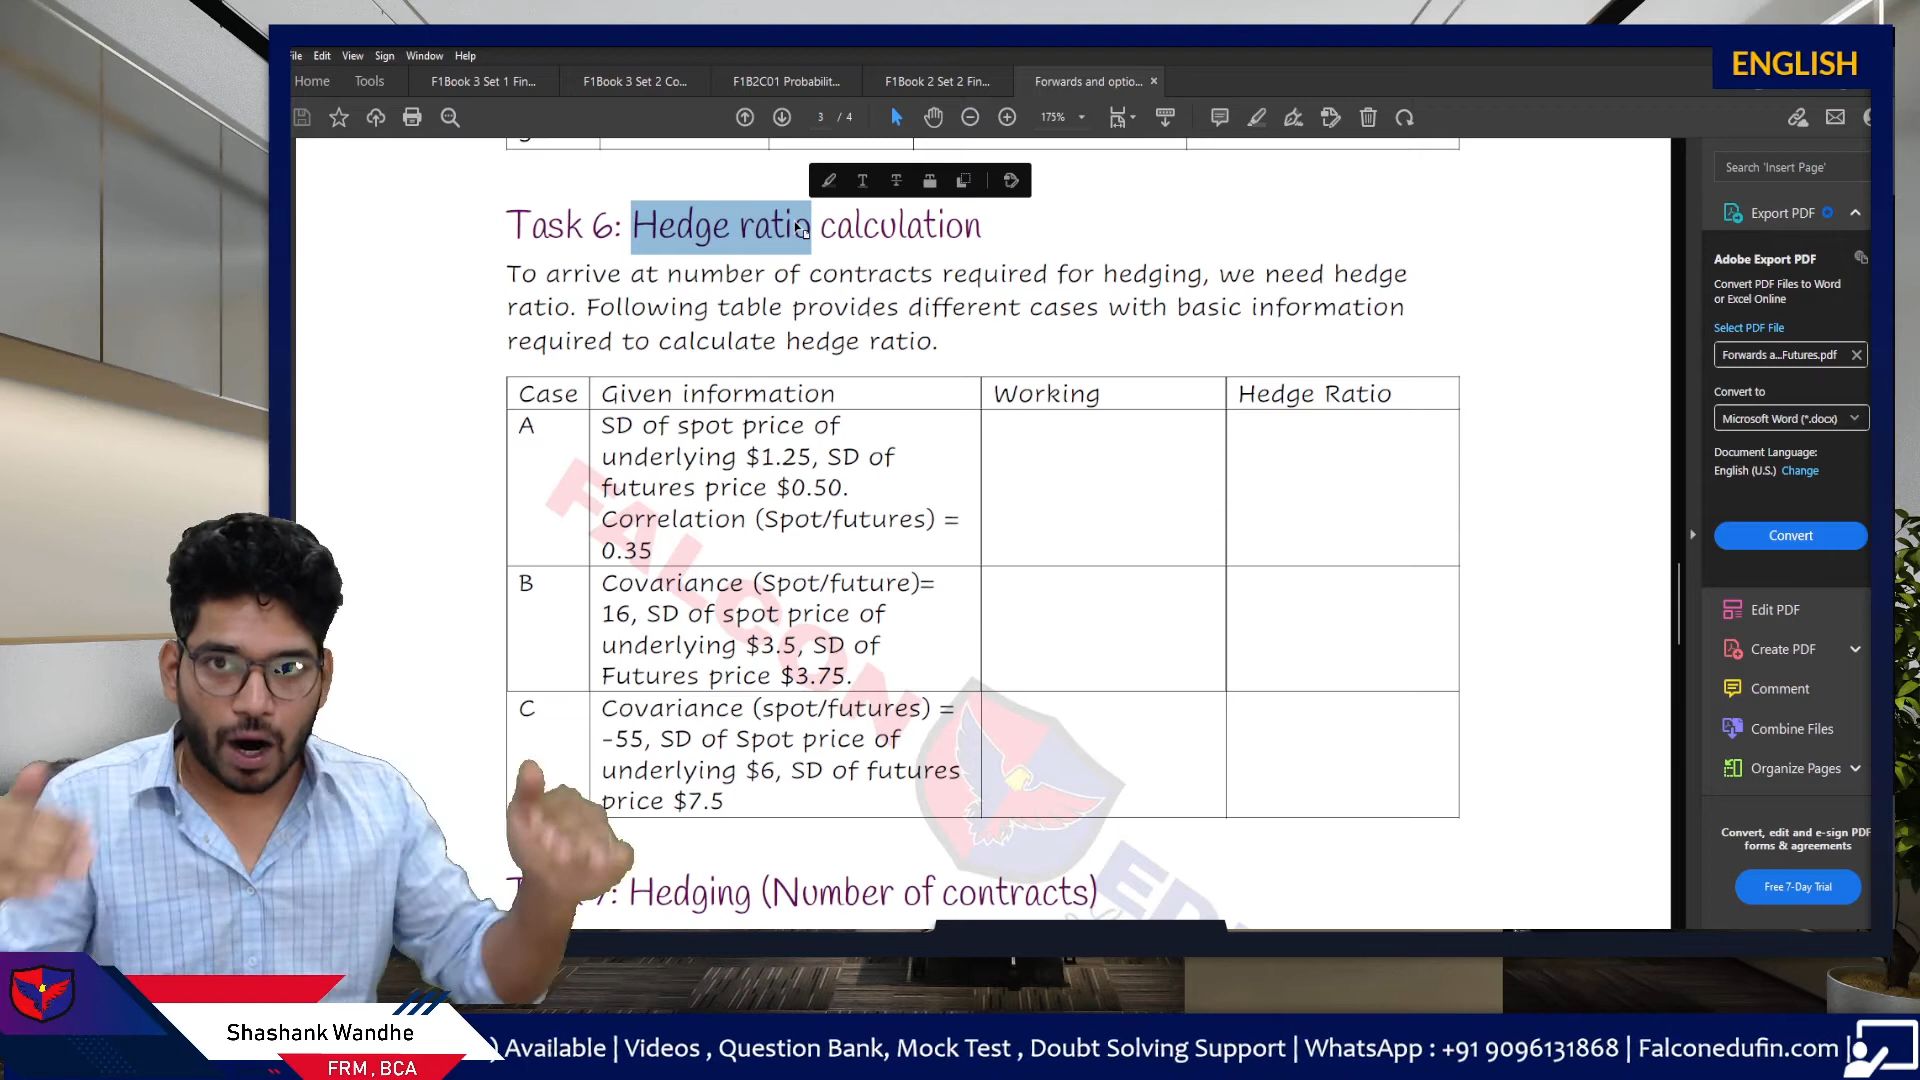 ENGLISH
File Edit View Sign Window Help
Home Tools F1Book 3 Set 1 Fin... F1Book 3 Set 2 Co... F1B2C01 Probabilit... F1Book 2 Set 2 Fin... Forwards and optio...
3 / 4 175%
Search 'Insert Page'
Task 6: Hedge ratio calculation
To arrive at number of contracts required for hedging, we need hedge
ratio. Following table provides different cases with basic information
required to calculate hedge ratio.
Case Given information Working Hedge Ratio
A SD of spot price of
underlying $1.25, SD of
futures price $0.50.
Correlation (Spot/futures) =
0.35
B Covariance (Spot/future)=
16, SD of spot price of
underlying $3.5, SD of
Futures price $3.75.
C Covariance (spot/futures) =
-55, SD of Spot price of
underlying $6, SD of futures
price $7.5
FALCON
7: Hedging (Number of contracts)
Export PDF
Adobe Export PDF
Convert PDF Files to Word
or Excel Online
Select PDF File
Forwards a...Futures.pdf
Convert to
Microsoft Word (*.docx)
Document Language:
English (U.S.) Change
Convert
Edit PDF
Create PDF
Comment
Combine Files
Organize Pages
Convert, edit and e-sign PDF
forms & agreements
Free 7-Day Trial
Shashank Wandhe
FRM, BCA
) Available | Videos , Question Bank, Mock Test , Doubt Solving Support | WhatsApp : +91 9096131868 | Falconedufin.com |